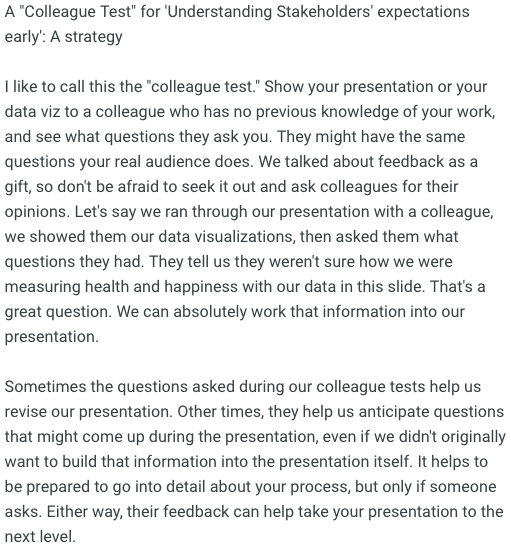 A "Colleague Test" for 'Understanding Stakeholders' expectations
early': A strategy
I like to call this the "colleague test." Show your presentation or your
data viz to a colleague who has no previous knowledge of your work,
and see what questions they ask you. They might have the same
questions your real audience does. We talked about feedback as a
gift, so don't be afraid to seek it out and ask colleagues for their
opinions. Let's say we ran through our presentation with a colleague,
we showed them our data visualizations, then asked them what
questions they had. They tell us they weren't sure how we were
measuring health and happiness with our data in this slide. That's a
great question. We can absolutely work that information into our
presentation.
Sometimes the questions asked during our colleague tests help us
revise our presentation. Other times, they help us anticipate questions
that might come up during the presentation, even if we didn't originally
want to build that information into the presentation itself. It helps to
be prepared to go into detail about your process, but only if someone
asks. Either way, their feedback can help take your presentation to the
next level.